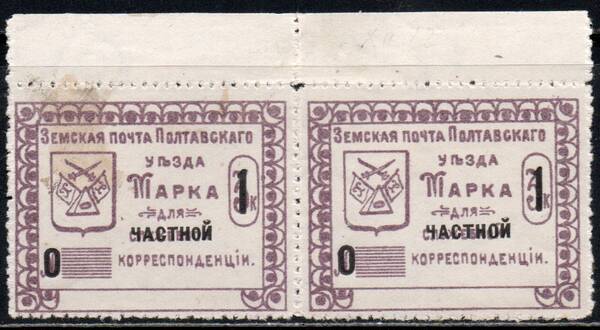 ЗЕМСКАЯ ПОЧТА ПОЛТАВСКАГО
УѢЗДА
МАРКА
1
К
ДЛЯ
ЧАСТНОЙ
0
КОРРЕСПОНДЕНЦІИ.
ЗЕМСКАЯ ПОЧТА ПОЛТАВСКАГО
УѢЗДА
МАРКА
1
К
ДЛЯ
ЧАСТНОЙ
0
КОРРЕСПОНДЕНЦІИ.